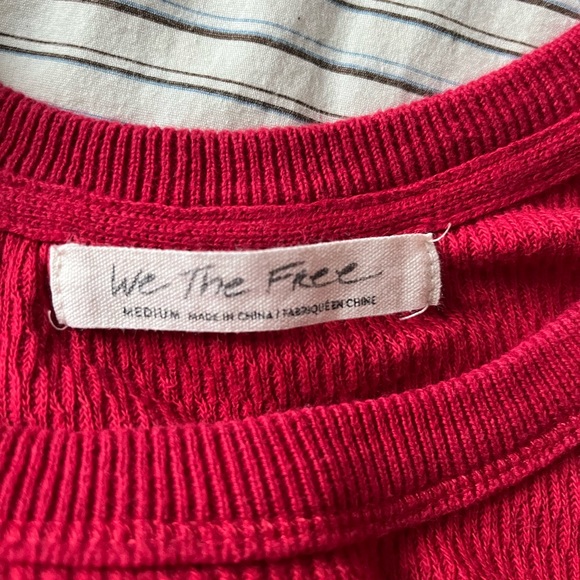 We The Free
MEDIUM MADE IN CHINA / FABRIQUÉ EN CHINE